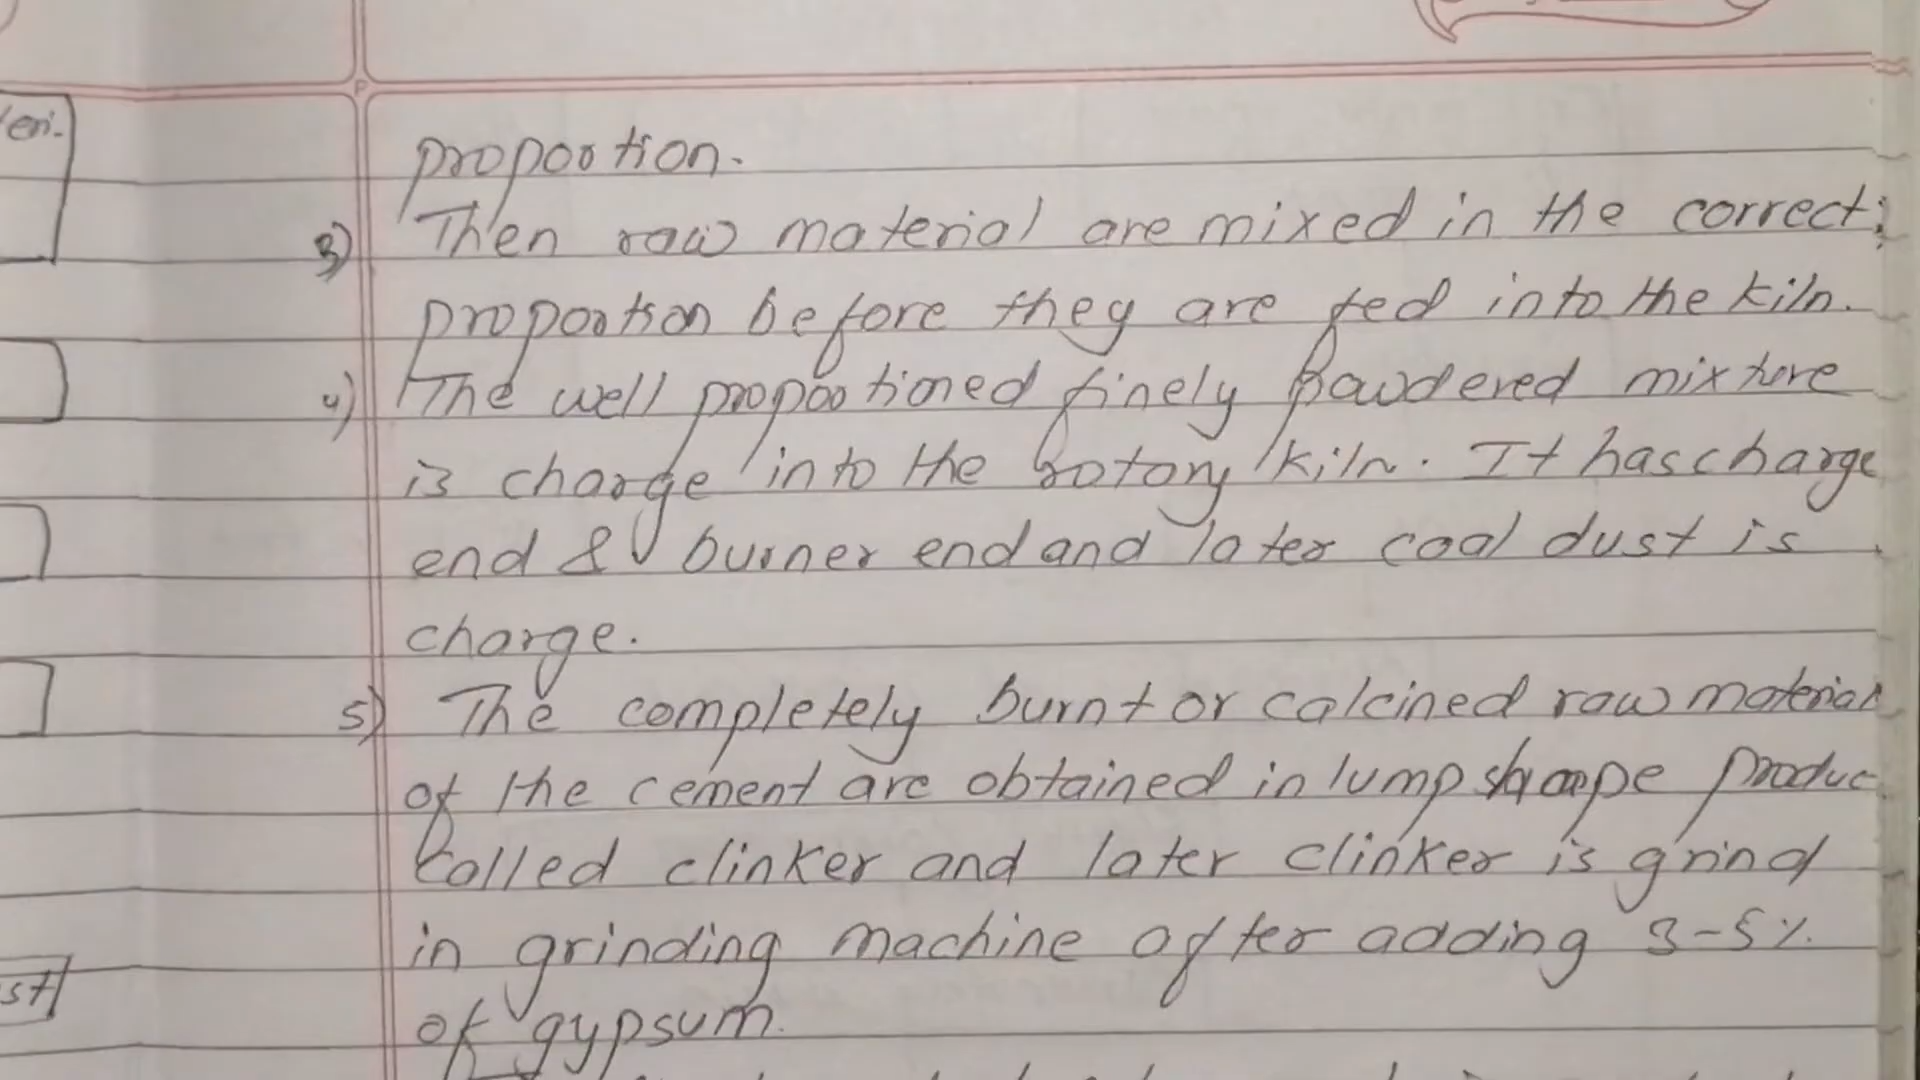 eri-
proportion.
3) Then raw material are mixed in the correct
proportion before they are fed into the kiln.
4) The well proportioned finely powdered mixture
is charge into the rotory kiln. It has charge
end & burner end and later coal dust is
charge.
5) The completely burnt or calcined raw material
of the cement are obtained in lump shape produc
called clinker and later clinker is grind
in grinding machine after adding 3-5%
st
of gypsum.